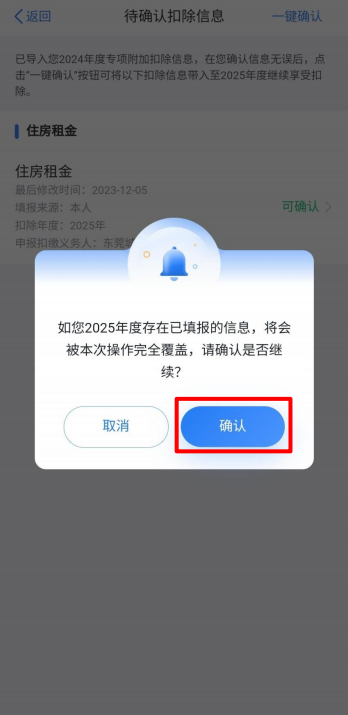 返回
待确认扣除信息
一键确认
已导入您2024年度专项附加扣除信息，在您确认信息无误后，点
击“一键确认”按钮可将以下扣除信息带入至2025年度继续享受扣
除。
住房租金
住房租金
最后修改时间：2023-12-05
填报来源：本人
可确认
扣除年度：2025年
申报扣缴义务人：东莞
如您2025年度存在已填报的信息，将会
被本次操作完全覆盖，请确认是否继
续？
取消
确认